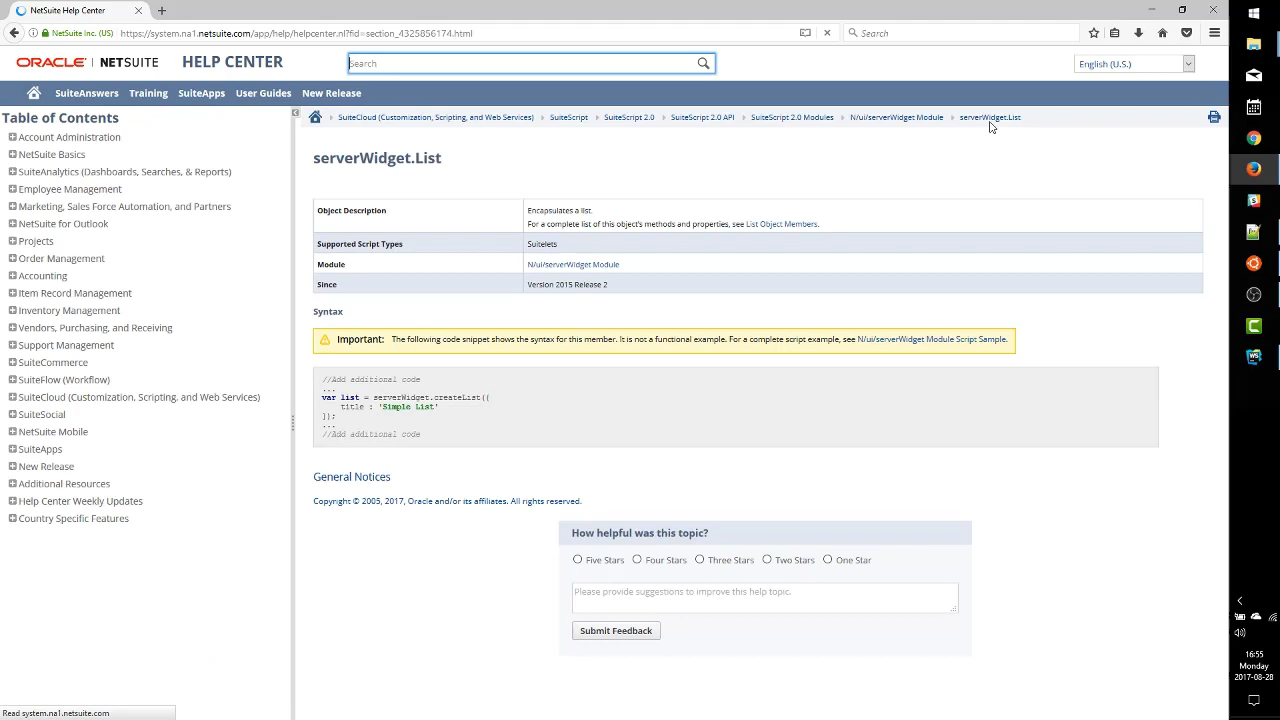 NetSuite Help Center
NetSuite Inc. (US)
https://system.na1.netsuite.com/app/help/helpcenter.nl?fid=section_4325856174.html
Search
ORACLE NETSUITE
HELP CENTER
Search
English (U.S.)
SuiteAnswers Training SuiteApps User Guides New Release
Table of Contents
Account Administration
NetSuite Basics
SuiteAnalytics (Dashboards, Searches, & Reports)
Employee Management
Marketing, Sales Force Automation, and Partners
NetSuite for Outlook
Projects
Order Management
Accounting
Item Record Management
Inventory Management
Vendors, Purchasing, and Receiving
Support Management
SuiteCommerce
SuiteFlow (Workflow)
SuiteCloud (Customization, Scripting, and Web Services)
SuiteSocial
NetSuite Mobile
SuiteApps
New Release
Additional Resources
Help Center Weekly Updates
Country Specific Features
SuiteCloud (Customization, Scripting, and Web Services) SuiteScript SuiteScript 2.0 SuiteScript 2.0 API SuiteScript 2.0 Modules N/ui/serverWidget Module serverWidget.List
serverWidget.List
Object Description
Encapsulates a list.
For a complete list of this object's methods and properties, see List Object Members.
Supported Script Types
Suitelets
Module
N/ui/serverWidget Module
Since
Version 2015 Release 2
Syntax
Important: The following code snippet shows the syntax for this member. It is not a functional example. For a complete script example, see N/ui/serverWidget Module Script Sample.
//Add additional code
...
var list = serverWidget.createList({
title : 'Simple List'
});
...
//Add additional code
General Notices
Copyright © 2005, 2017, Oracle and/or its affiliates. All rights reserved.
How helpful was this topic?
Five Stars Four Stars Three Stars Two Stars One Star
Please provide suggestions to improve this help topic.
Submit Feedback
Read system.na1.netsuite.com
16:55
Monday
2017-08-28